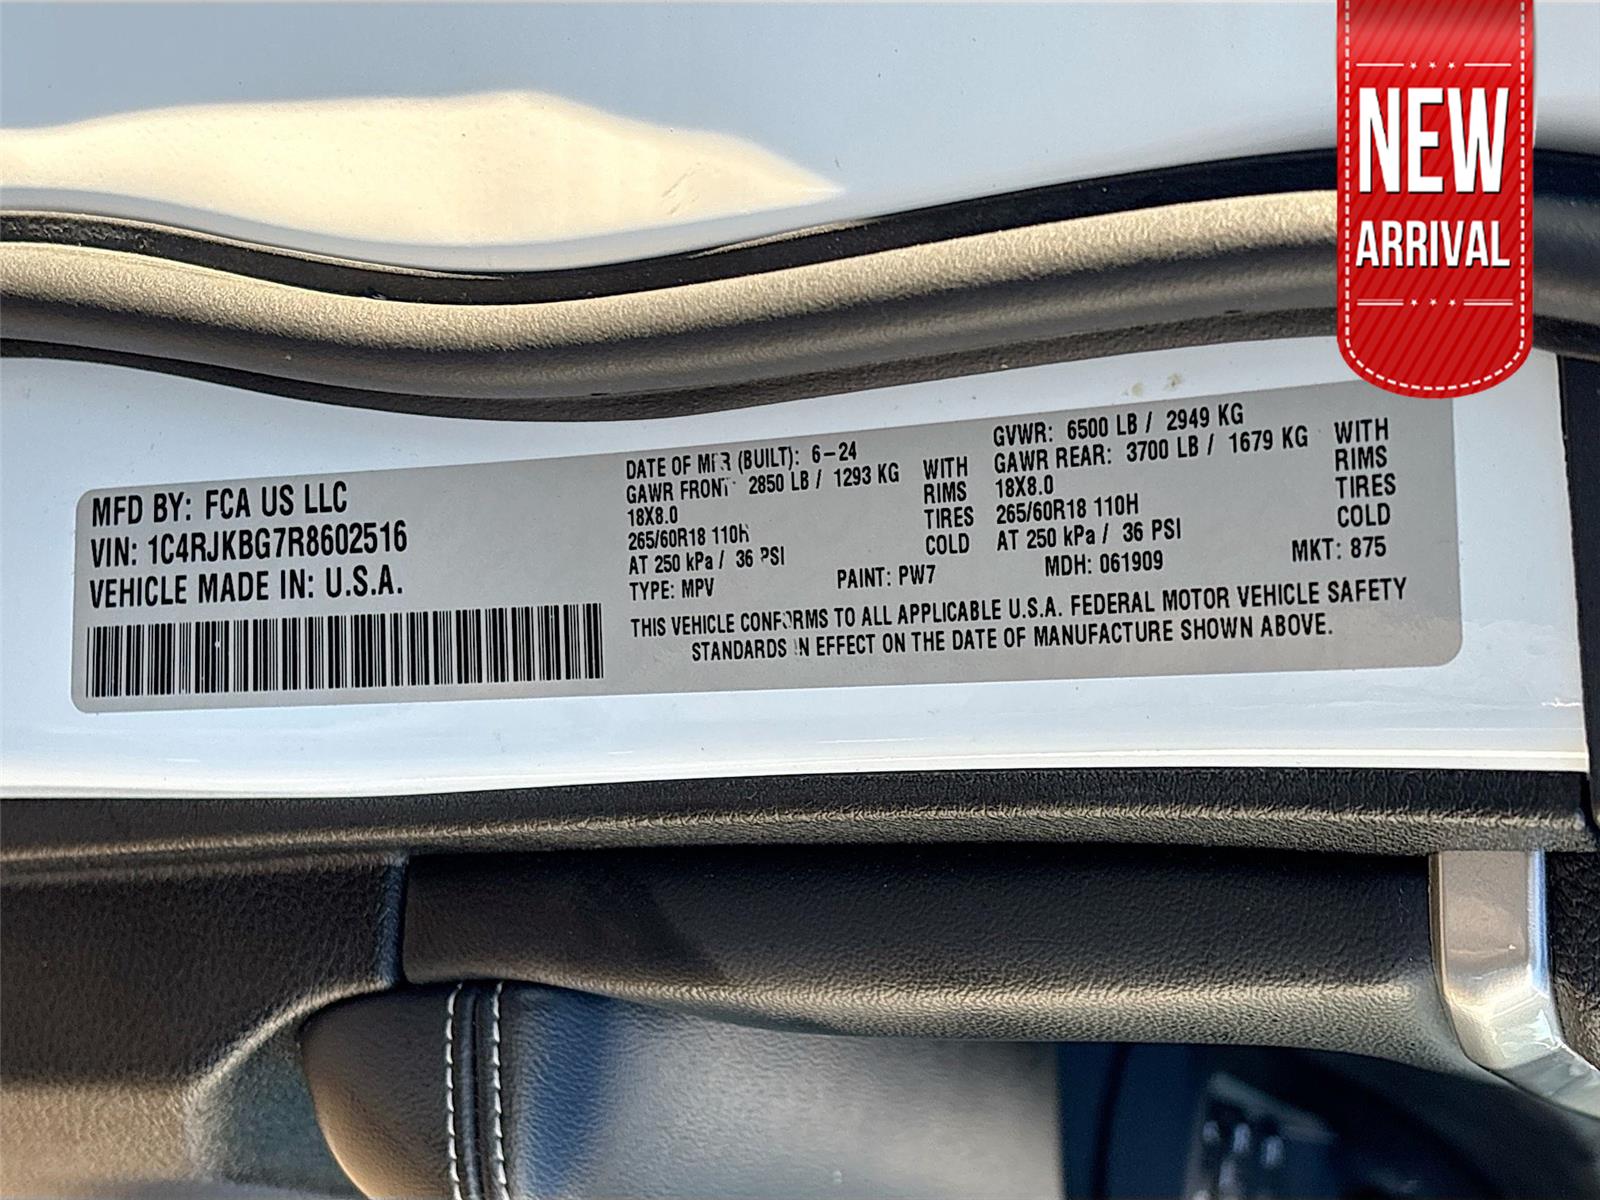 NEW
ARRIVAL
MFD BY: FCA US LLC
VIN: 1C4RJKBG7R8602516
VEHICLE MADE IN: U.S.A.
DATE OF MFR (BUILT): 6-24
GAWR FRONT: 2850 LB / 1293 KG WITH
18X8.0 RIMS
265/60R18 110H TIRES
AT 250 kPa / 36 PSI COLD
TYPE: MPV PAINT: PW7
GVWR: 6500 LB / 2949 KG
GAWR REAR: 3700 LB / 1679 KG WITH
18X8.0 RIMS
265/60R18 110H TIRES
AT 250 kPa / 36 PSI COLD
MDH: 061909 MKT: 875
THIS VEHICLE CONFORMS TO ALL APPLICABLE U.S.A. FEDERAL MOTOR VEHICLE SAFETY
STANDARDS IN EFFECT ON THE DATE OF MANUFACTURE SHOWN ABOVE.